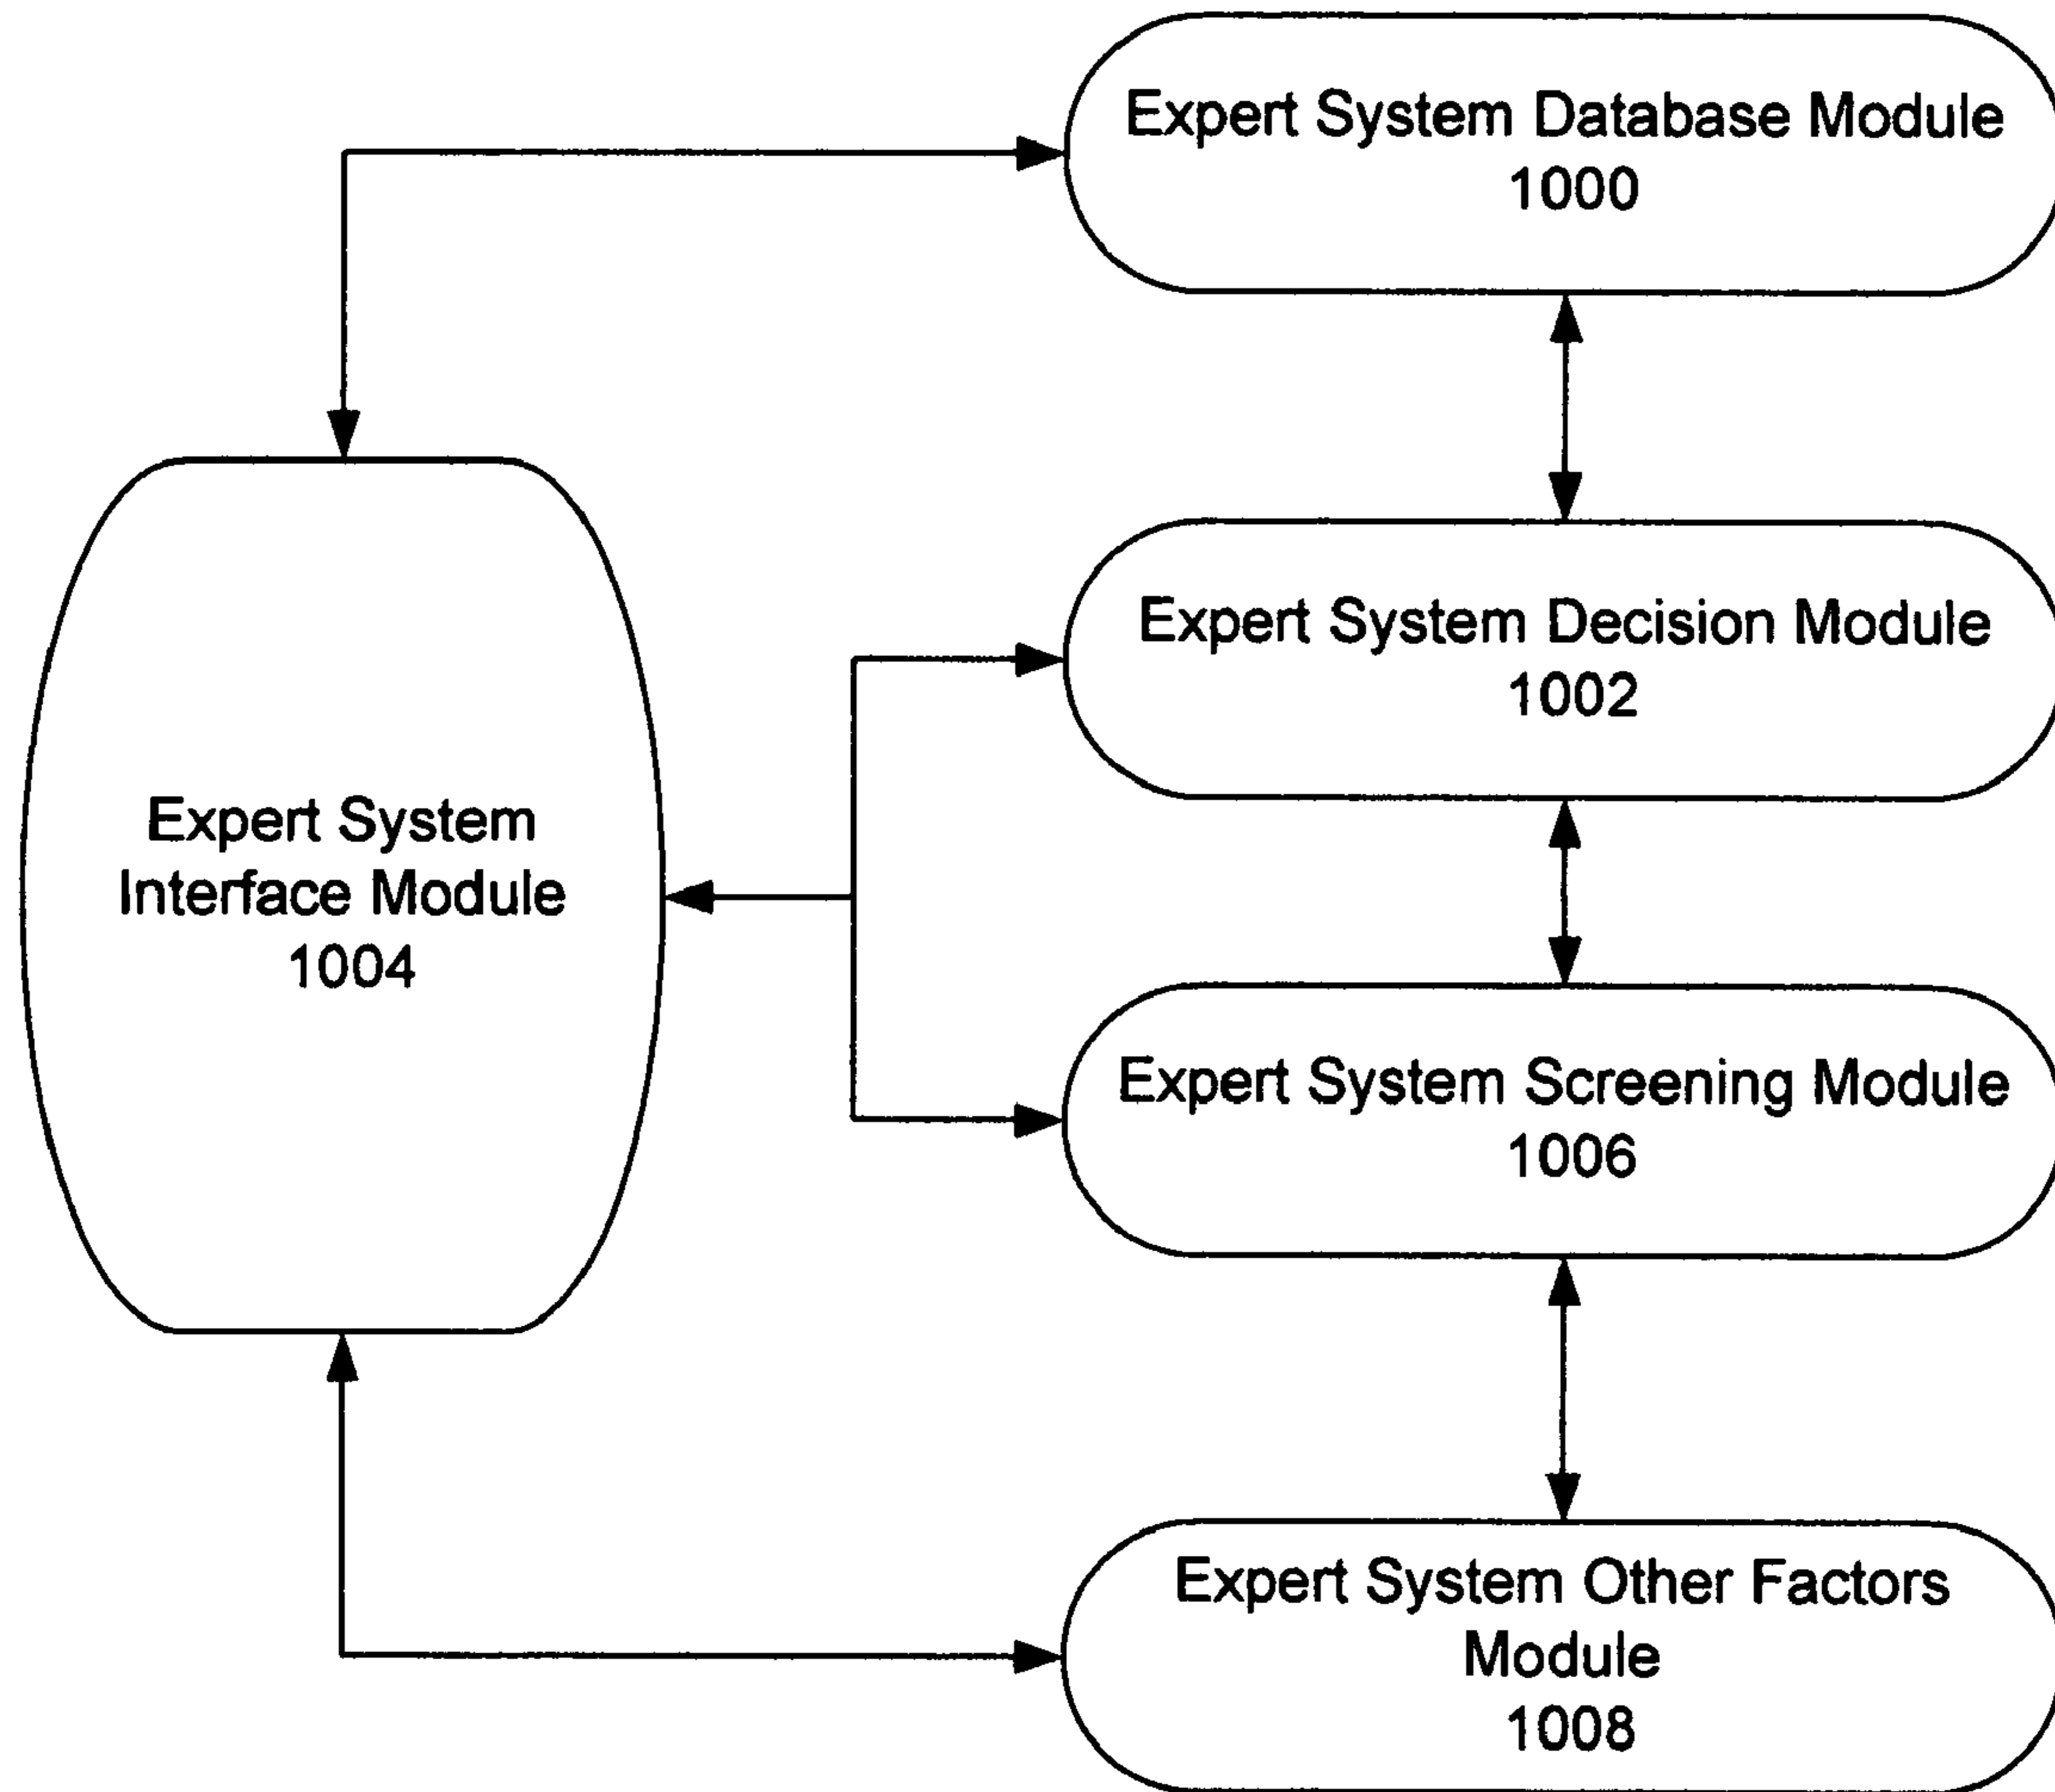 Expert System Database Module
1000
Expert System Decision Module
1002
Expert System
Interface Module
1004
Expert System Screening Module
1006
Expert System Other Factors
Module
1008